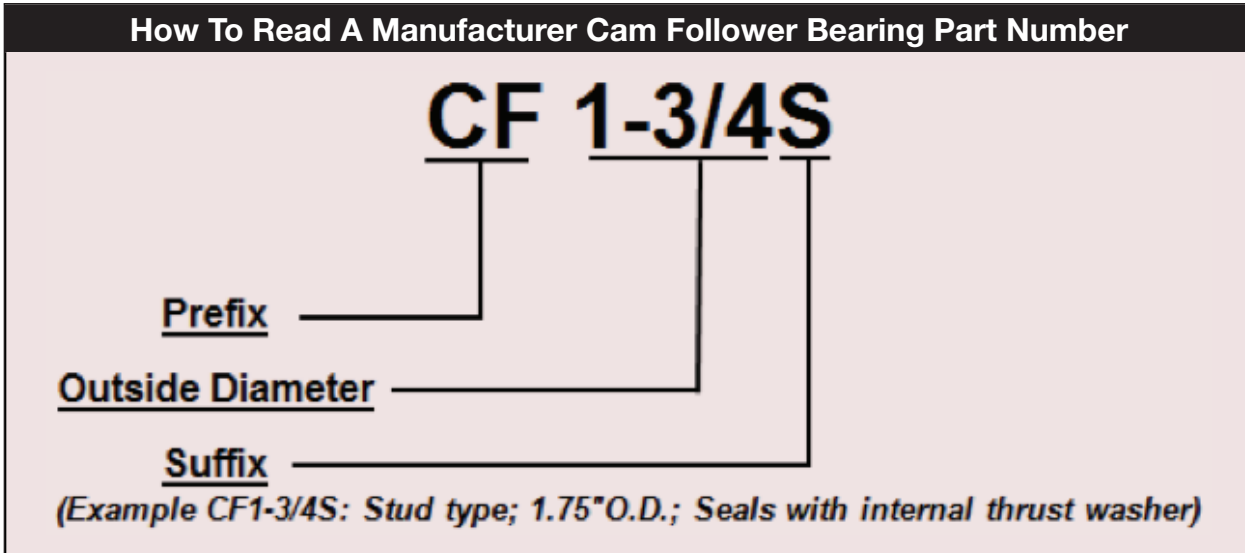 How To Read A Manufacturer Cam Follower Bearing Part Number
CF 1-3/4S
Prefix
Outside Diameter
Suffix
(Example CF1-3/4S: Stud type; 1.75"O.D.; Seals with internal thrust washer)